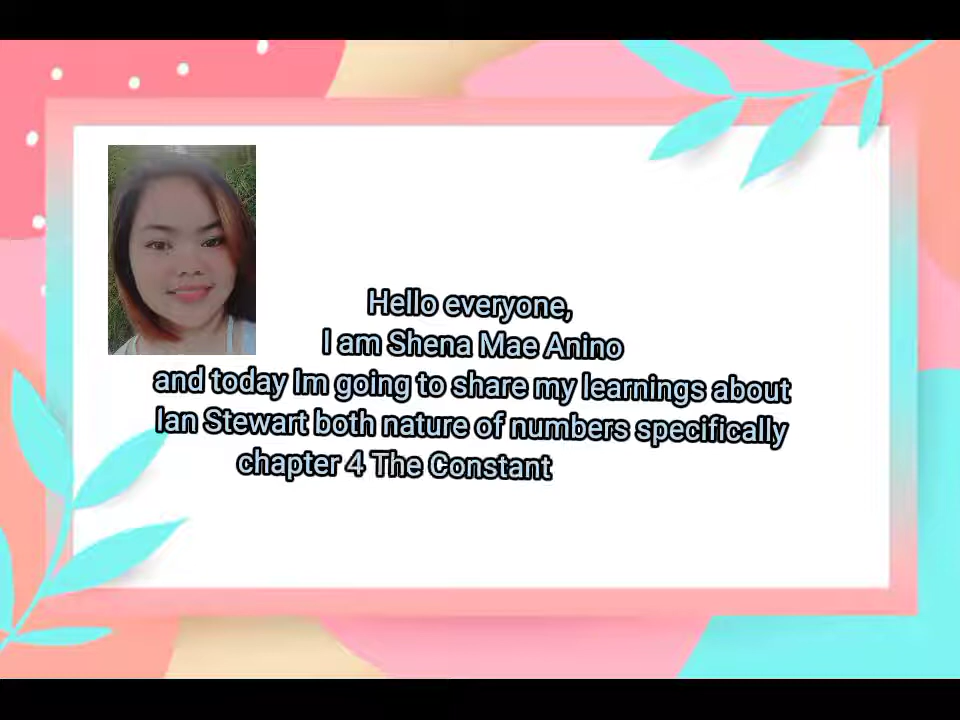 Hello everyone,
I am Shena Mae Anino
and today Im going to share my learnings about
Ian Stewart both nature of numbers specifically
chapter 4 The Constant